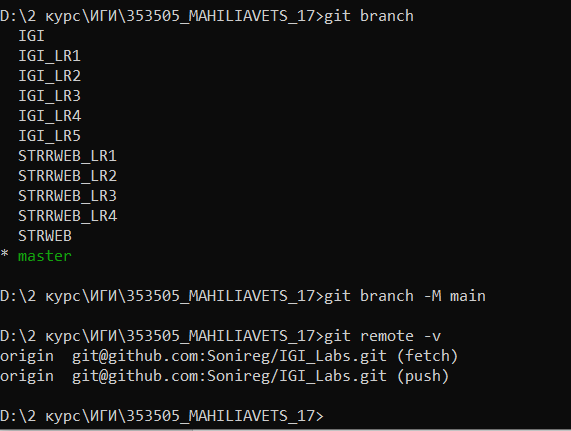 D:\2 курс\ИГИ\353505_MAHILIAVETS_17>git branch
  IGI
  IGI_LR1
  IGI_LR2
  IGI_LR3
  IGI_LR4
  IGI_LR5
  STRRWEB_LR1
  STRRWEB_LR2
  STRRWEB_LR3
  STRRWEB_LR4
  STRWEB
* master
D:\2 курс\ИГИ\353505_MAHILIAVETS_17>git branch -M main
D:\2 курс\ИГИ\353505_MAHILIAVETS_17>git remote -v
origin  git@github.com:Sonireg/IGI_Labs.git (fetch)
origin  git@github.com:Sonireg/IGI_Labs.git (push)
D:\2 курс\ИГИ\353505_MAHILIAVETS_17>